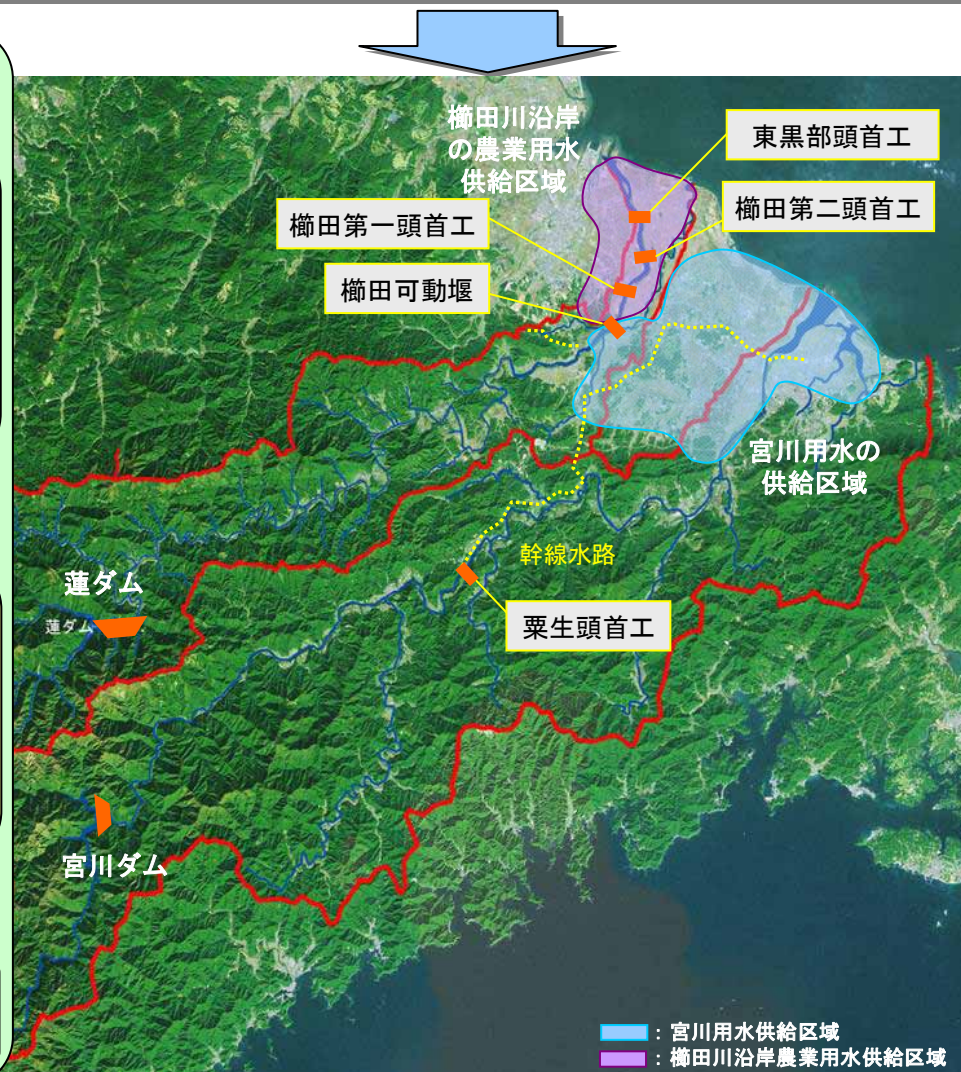 櫛田川沿岸
の農業用水
供給区域
東黒部頭首工
櫛田第二頭首工
櫛田第一頭首工
櫛田可動堰
宮川用水の
供給区域
幹線水路
粟生頭首工
蓮ダム
蓮ダム
宮川ダム
：宮川用水供給区域
：櫛田川沿岸農業用水供給区域